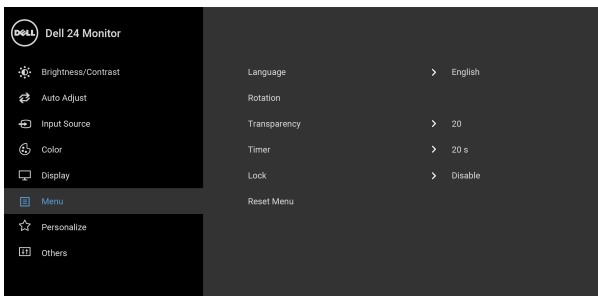 DELL Dell 24 Monitor
Brightness/Contrast
Auto Adjust
Input Source
Color
Display
Menu
Personalize
Others
Language > English
Rotation
Transparency > 20
Timer > 20 s
Lock > Disable
Reset Menu